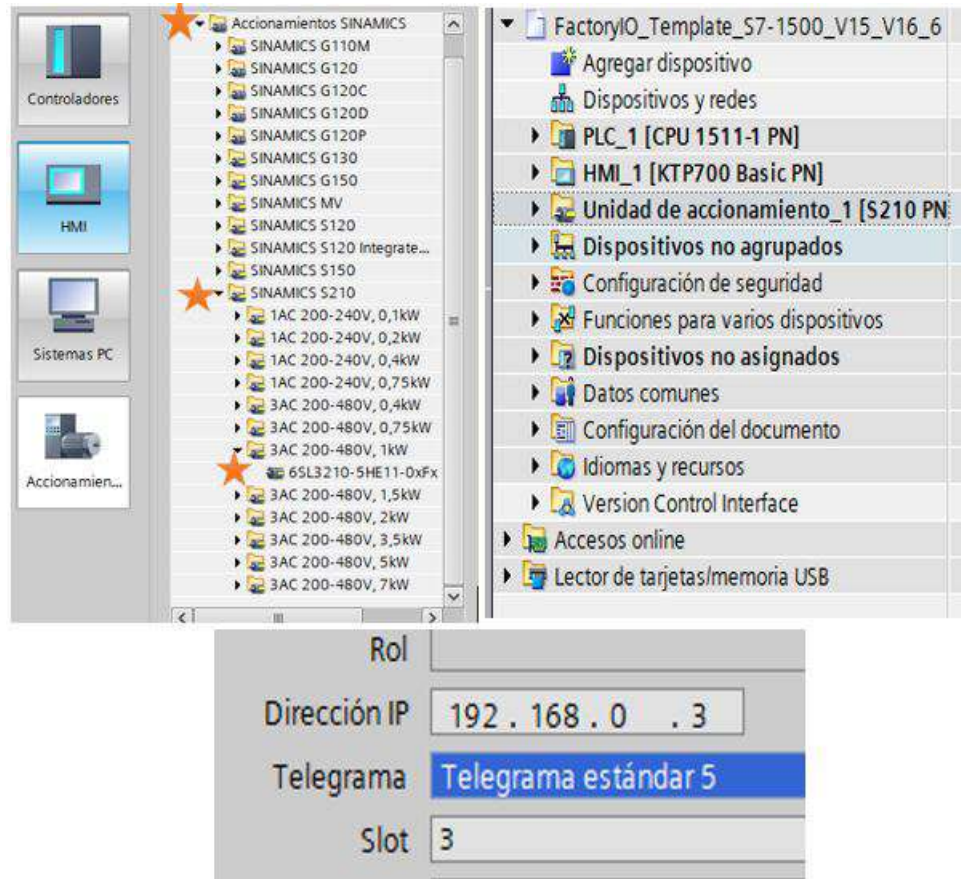 Controladores
HMI
Sistemas PC
Accionamien...
Accionamientos SINAMICS
SINAMICS G110M
SINAMICS G120
SINAMICS G120C
SINAMICS G120D
SINAMICS G120P
SINAMICS G130
SINAMICS G150
SINAMICS MV
SINAMICS S120
SINAMICS S120 Integrate...
SINAMICS S150
SINAMICS S210
1AC 200-240V, 0,1kW
1AC 200-240V, 0,2kW
1AC 200-240V, 0,4kW
1AC 200-240V, 0,75kW
3AC 200-480V, 0,4kW
3AC 200-480V, 0,75kW
3AC 200-480V, 1kW
6SL3210-5HE11-0xFx
3AC 200-480V, 1,5kW
3AC 200-480V, 2kW
3AC 200-480V, 3,5kW
3AC 200-480V, 5kW
3AC 200-480V, 7kW
FactoryIO_Template_S7-1500_V15_V16_6
Agregar dispositivo
Dispositivos y redes
PLC_1 [CPU 1511-1 PN]
HMI_1 [KTP700 Basic PN]
Unidad de accionamiento_1 [S210 PN
Dispositivos no agrupados
Configuración de seguridad
Funciones para varios dispositivos
Dispositivos no asignados
Datos comunes
Configuración del documento
Idiomas y recursos
Version Control Interface
Accesos online
Lector de tarjetas/memoria USB
Rol
Dirección IP 192 . 168 . 0 . 3
Telegrama Telegrama estándar 5
Slot 3